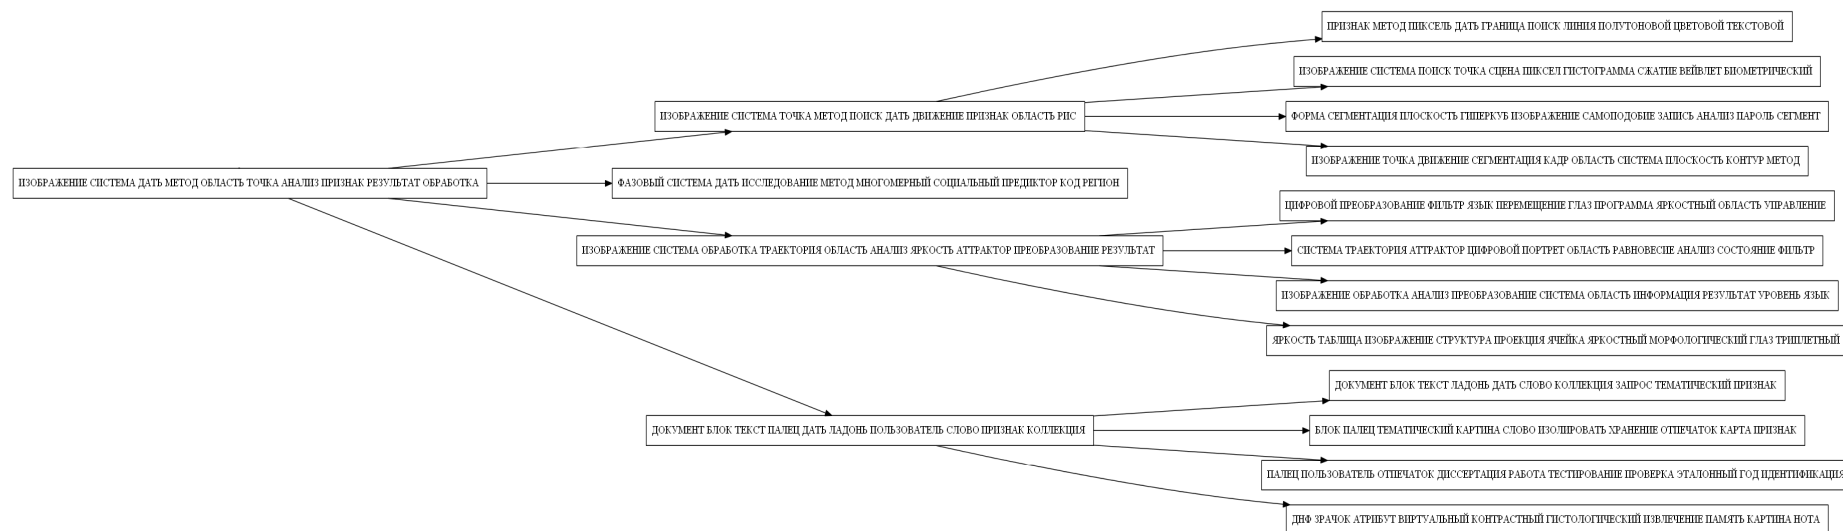 ПРИЗНАК МЕТОД ПИКСЕЛЬ ДАТЬ ГРАНИЦА ПОИСК ЛИНИЯ ПОЛУТОНОВОЙ ЦВЕТОВОЙ ТЕКСТОВОЙ
ИЗОБРАЖЕНИЕ СИСТЕМА ПОИСК ТОЧКА СЦЕНА ПИКСЕЛ ГИСТОГРАММА СЖАТИЕ ВЕЙВЛЕТ БИОМЕТРИЧЕСКИЙ
ИЗОБРАЖЕНИЕ СИСТЕМА ТОЧКА МЕТОД ПОИСК ДАТЬ ДВИЖЕНИЕ ПРИЗНАК ОБЛАСТЬ РИС
ФОРМА СЕГМЕНТАЦИЯ ПЛОСКОСТЬ ГИПЕРКУБ ИЗОБРАЖЕНИЕ САМОПОДОБИЕ ЗАПИСЬ АНАЛИЗ ПАРОЛЬ СЕГМЕНТ
ИЗОБРАЖЕНИЕ ТОЧКА ДВИЖЕНИЕ СЕГМЕНТАЦИЯ КАДР ОБЛАСТЬ СИСТЕМА ПЛОСКОСТЬ КОНТУР МЕТОД
ИЗОБРАЖЕНИЕ СИСТЕМА ДАТЬ МЕТОД ОБЛАСТЬ ТОЧКА АНАЛИЗ ПРИЗНАК РЕЗУЛЬТАТ ОБРАБОТКА
ФАЗОВЫЙ СИСТЕМА ДАТЬ ИССЛЕДОВАНИЕ МЕТОД МНОГОМЕРНЫЙ СОЦИАЛЬНЫЙ ПРЕДИКТОР КОД РЕГИОН
ЦИФРОВОЙ ПРЕОБРАЗОВАНИЕ ФИЛЬТР ЯЗЫК ПЕРЕМЕЩЕНИЕ ГЛАЗ ПРОГРАММА ЯРКОСТНЫЙ ОБЛАСТЬ УПРАВЛЕНИЕ
ИЗОБРАЖЕНИЕ СИСТЕМА ОБРАБОТКА ТРАЕКТОРИЯ ОБЛАСТЬ АНАЛИЗ ЯРКОСТЬ АТТРАКТОР ПРЕОБРАЗОВАНИЕ РЕЗУЛЬТАТ
СИСТЕМА ТРАЕКТОРИЯ АТТРАКТОР ЦИФРОВОЙ ПОРТРЕТ ОБЛАСТЬ РАВНОВЕСИЕ АНАЛИЗ СОСТОЯНИЕ ФИЛЬТР
ИЗОБРАЖЕНИЕ ОБРАБОТКА АНАЛИЗ ПРЕОБРАЗОВАНИЕ СИСТЕМА ОБЛАСТЬ ИНФОРМАЦИЯ РЕЗУЛЬТАТ УРОВЕНЬ ЯЗЫК
ЯРКОСТЬ ТАБЛИЦА ИЗОБРАЖЕНИЕ СТРУКТУРА ПРОЕКЦИЯ ЯЧЕЙКА ЯРКОСТНЫЙ МОРФОЛОГИЧЕСКИЙ ГЛАЗ ТРИПЛЕТНЫЙ
ДОКУМЕНТ БЛОК ТЕКСТ ЛАДОНЬ ДАТЬ СЛОВО КОЛЛЕКЦИЯ ЗАПРОС ТЕМАТИЧЕСКИЙ ПРИЗНАК
ДОКУМЕНТ БЛОК ТЕКСТ ПАЛЕЦ ДАТЬ ЛАДОНЬ ПОЛЬЗОВАТЕЛЬ СЛОВО ПРИЗНАК КОЛЛЕКЦИЯ
БЛОК ПАЛЕЦ ТЕМАТИЧЕСКИЙ КАРТИНА СЛОВО ИЗОЛИРОВАТЬ ХРАНЕНИЕ ОТПЕЧАТОК КАРТА ПРИЗНАК
ПАЛЕЦ ПОЛЬЗОВАТЕЛЬ ОТПЕЧАТОК ДИССЕРТАЦИЯ РАБОТА ТЕСТИРОВАНИЕ ПРОВЕРКА ЭТАЛОННЫЙ ГОД ИДЕНТИФИКАЦИЯ
ДНФ ЗРАЧОК АТРИБУТ ВИРТУАЛЬНЫЙ КОНТРАСТНЫЙ ГИСТОЛОГИЧЕСКИЙ ИЗВЛЕЧЕНИЕ ПАМЯТЬ КАРТИНА НОТА